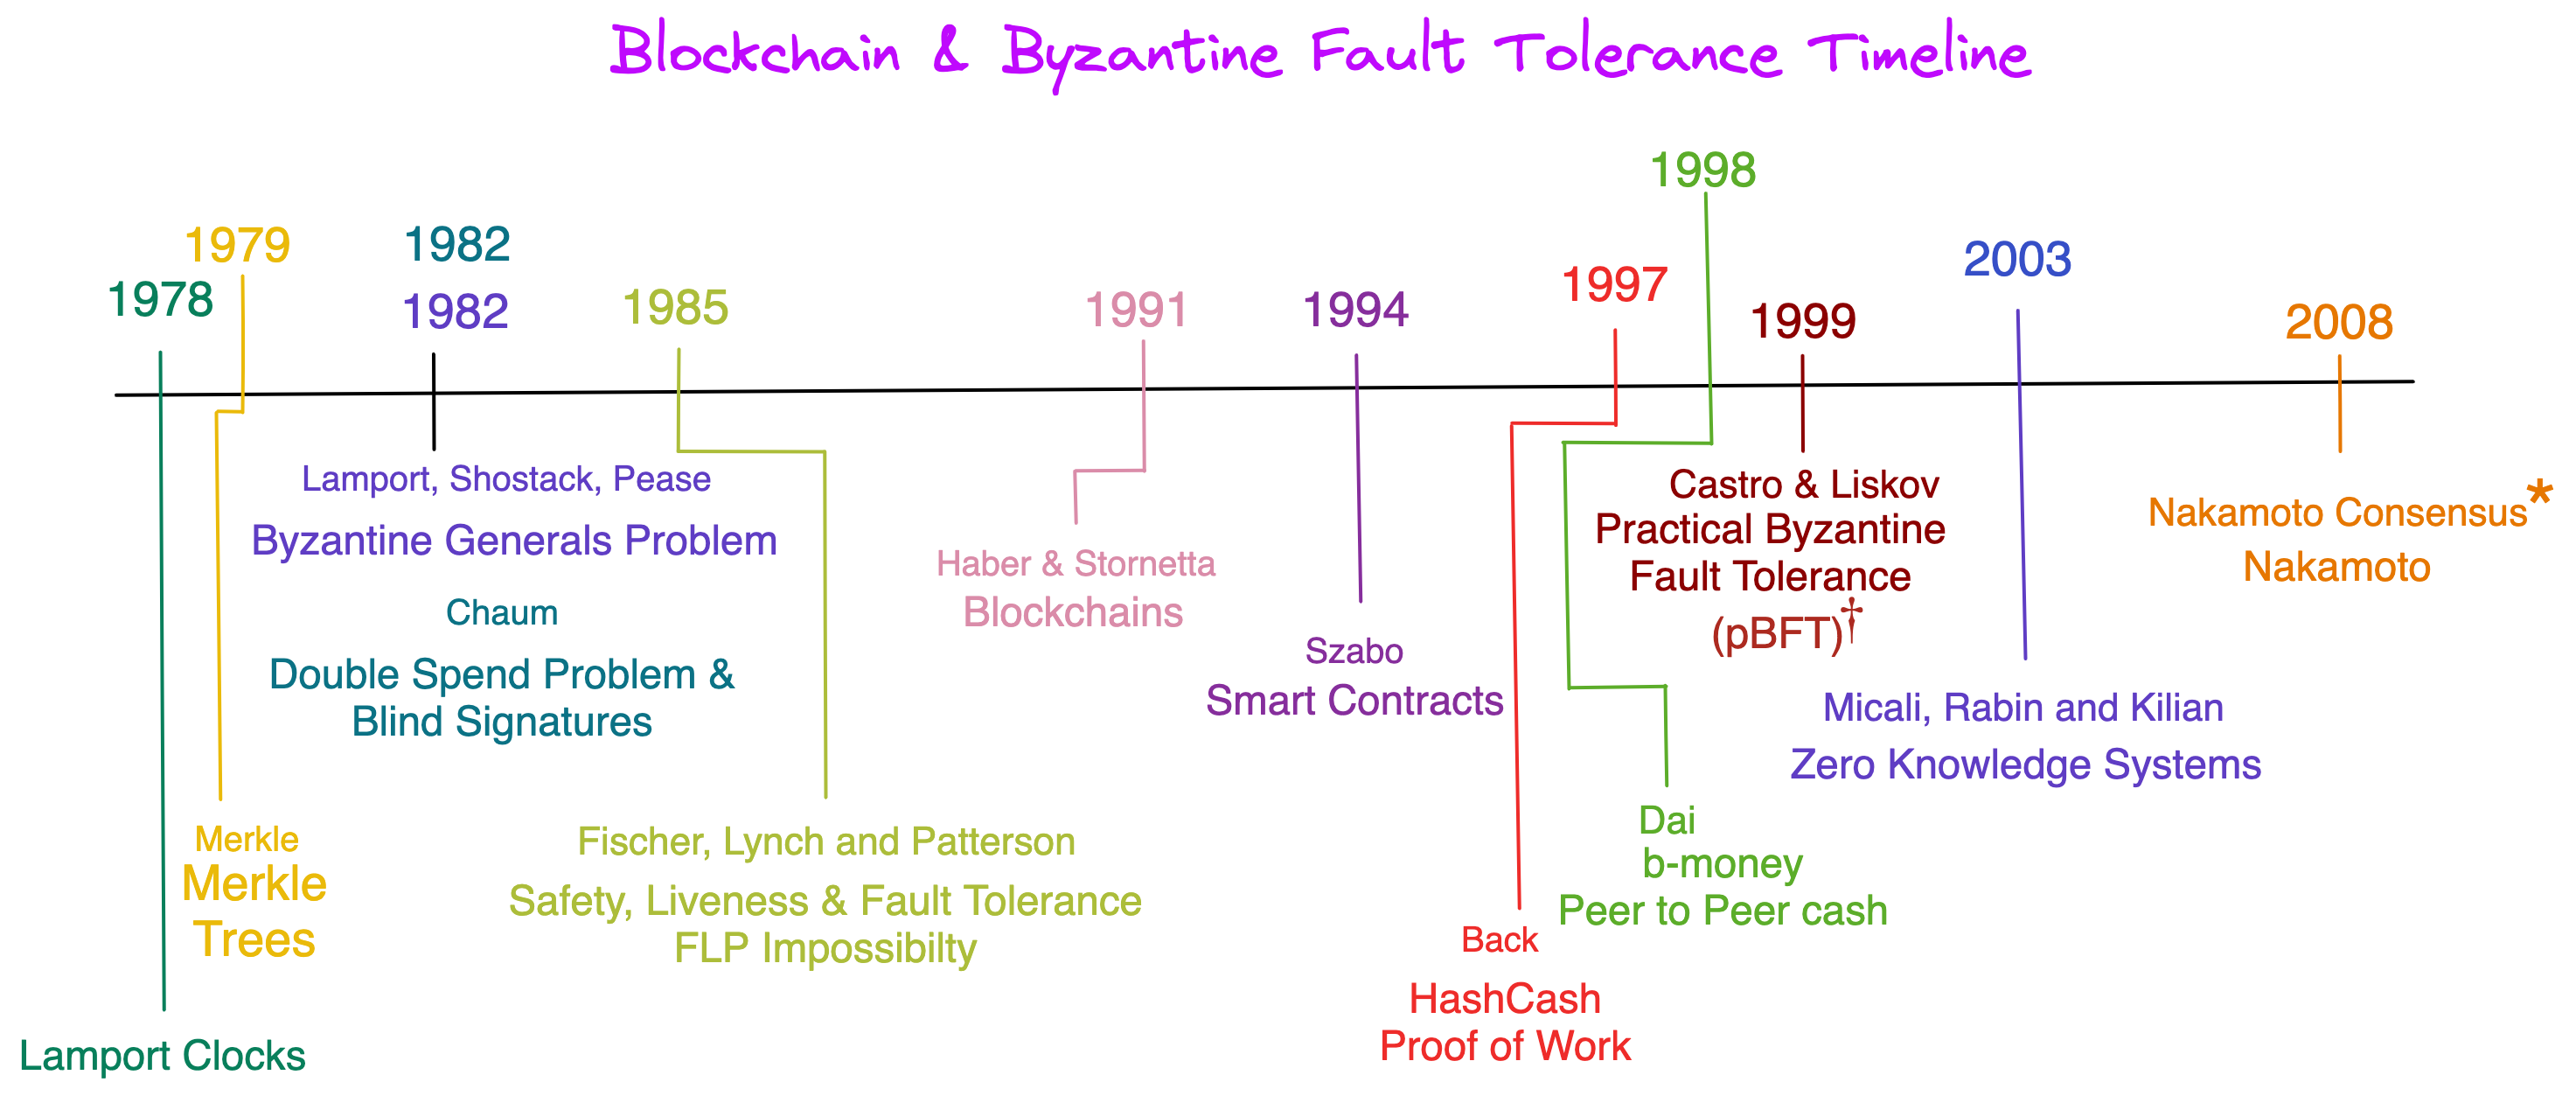 Blockchain & Byzantine Fault Tolerance Timeline
1978
1979
1982
1982
1985
1991
1994
1997
1998
1999
2003
2008
Lamport Clocks
Merkle
Merkle
Trees
Lamport, Shostack, Pease
Byzantine Generals Problem
Chaum
Double Spend Problem &
Blind Signatures
Fischer, Lynch and Patterson
Safety, Liveness & Fault Tolerance
FLP Impossibilty
Haber & Stornetta
Blockchains
Szabo
Smart Contracts
Back
HashCash
Proof of Work
Dai
b-money
Peer to Peer cash
Castro & Liskov
Practical Byzantine
Fault Tolerance
(pBFT)†
Micali, Rabin and Kilian
Zero Knowledge Systems
Nakamoto Consensus*
Nakamoto